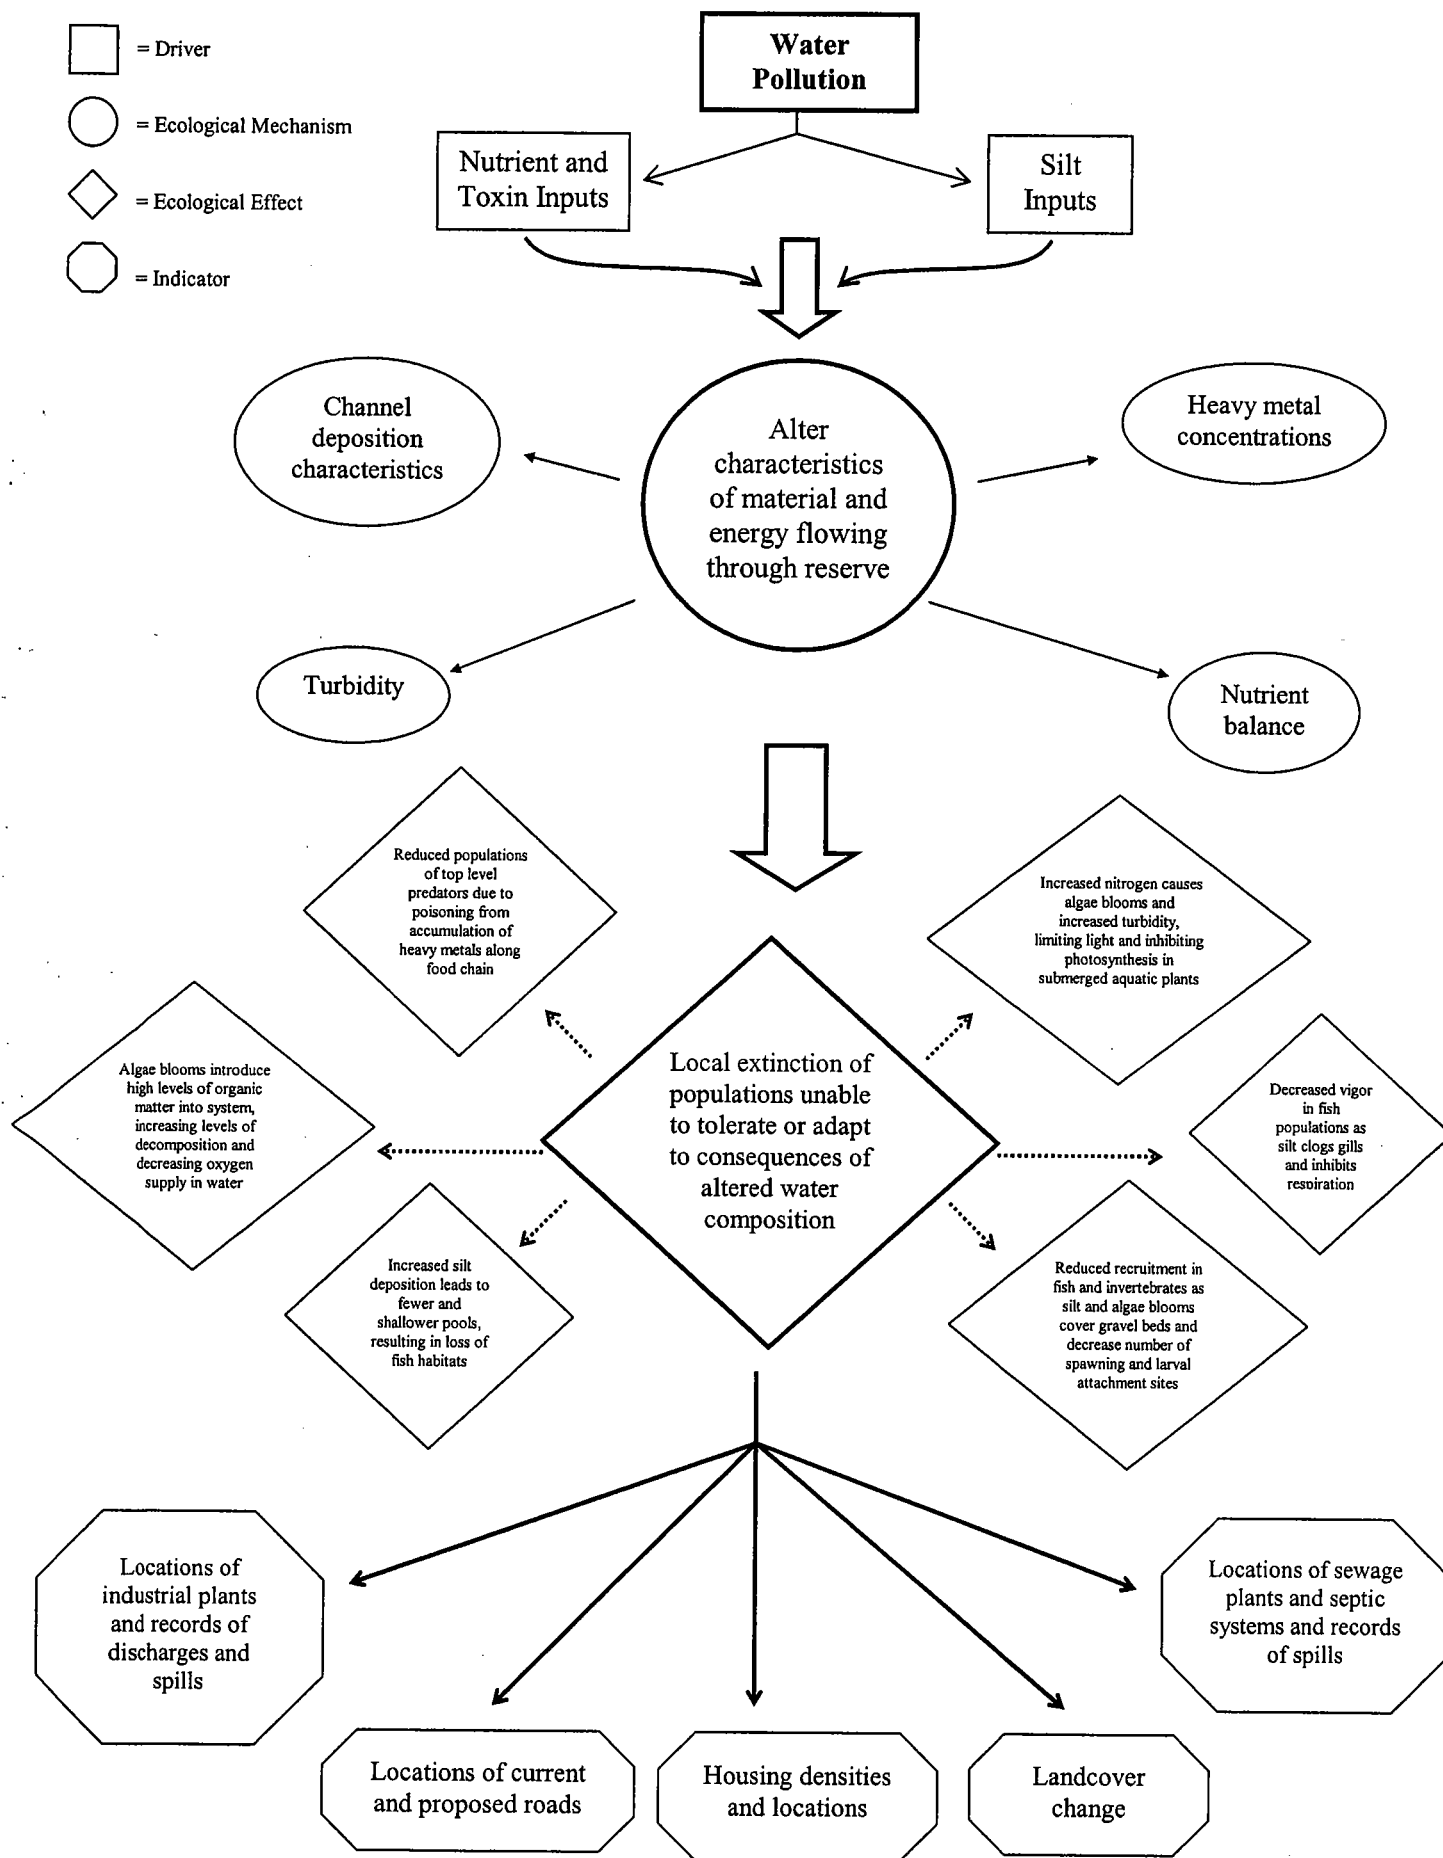 = Driver
= Ecological Mechanism
= Ecological Effect
= Indicator
Water
Pollution
Nutrient and
Toxin Inputs
Silt
Inputs
Channel
deposition
characteristics
Alter
characteristics
of material and
energy flowing
through reserve
Heavy metal
concentrations
Turbidity
Nutrient
balance
Reduced populations
of top level
predators due to
poisoning from
accumulation of
heavy metals along
food chain
Increased nitrogen causes
algae blooms and
increased turbidity,
limiting light and inhibiting
photosynthesis in
submerged aquatic plants
Algae blooms introduce
high levels of organic
matter into system,
increasing levels of
decomposition and
decreasing oxygen
supply in water
Local extinction of
populations unable
to tolerate or adapt
to consequences of
altered water
composition
Decreased vigor
in fish
populations as
silt clogs gills
and inhibits
respiration
Increased silt
deposition leads to
fewer and
shallower pools,
resulting in loss of
fish habitats
Reduced recruitment in
fish and invertebrates as
silt and algae blooms
cover gravel beds and
decrease number of
spawning and larval
attachment sites
Locations of
industrial plants
and records of
discharges and
spills
Locations of sewage
plants and septic
systems and records
of spills
Locations of current
and proposed roads
Housing densities
and locations
Landcover
change